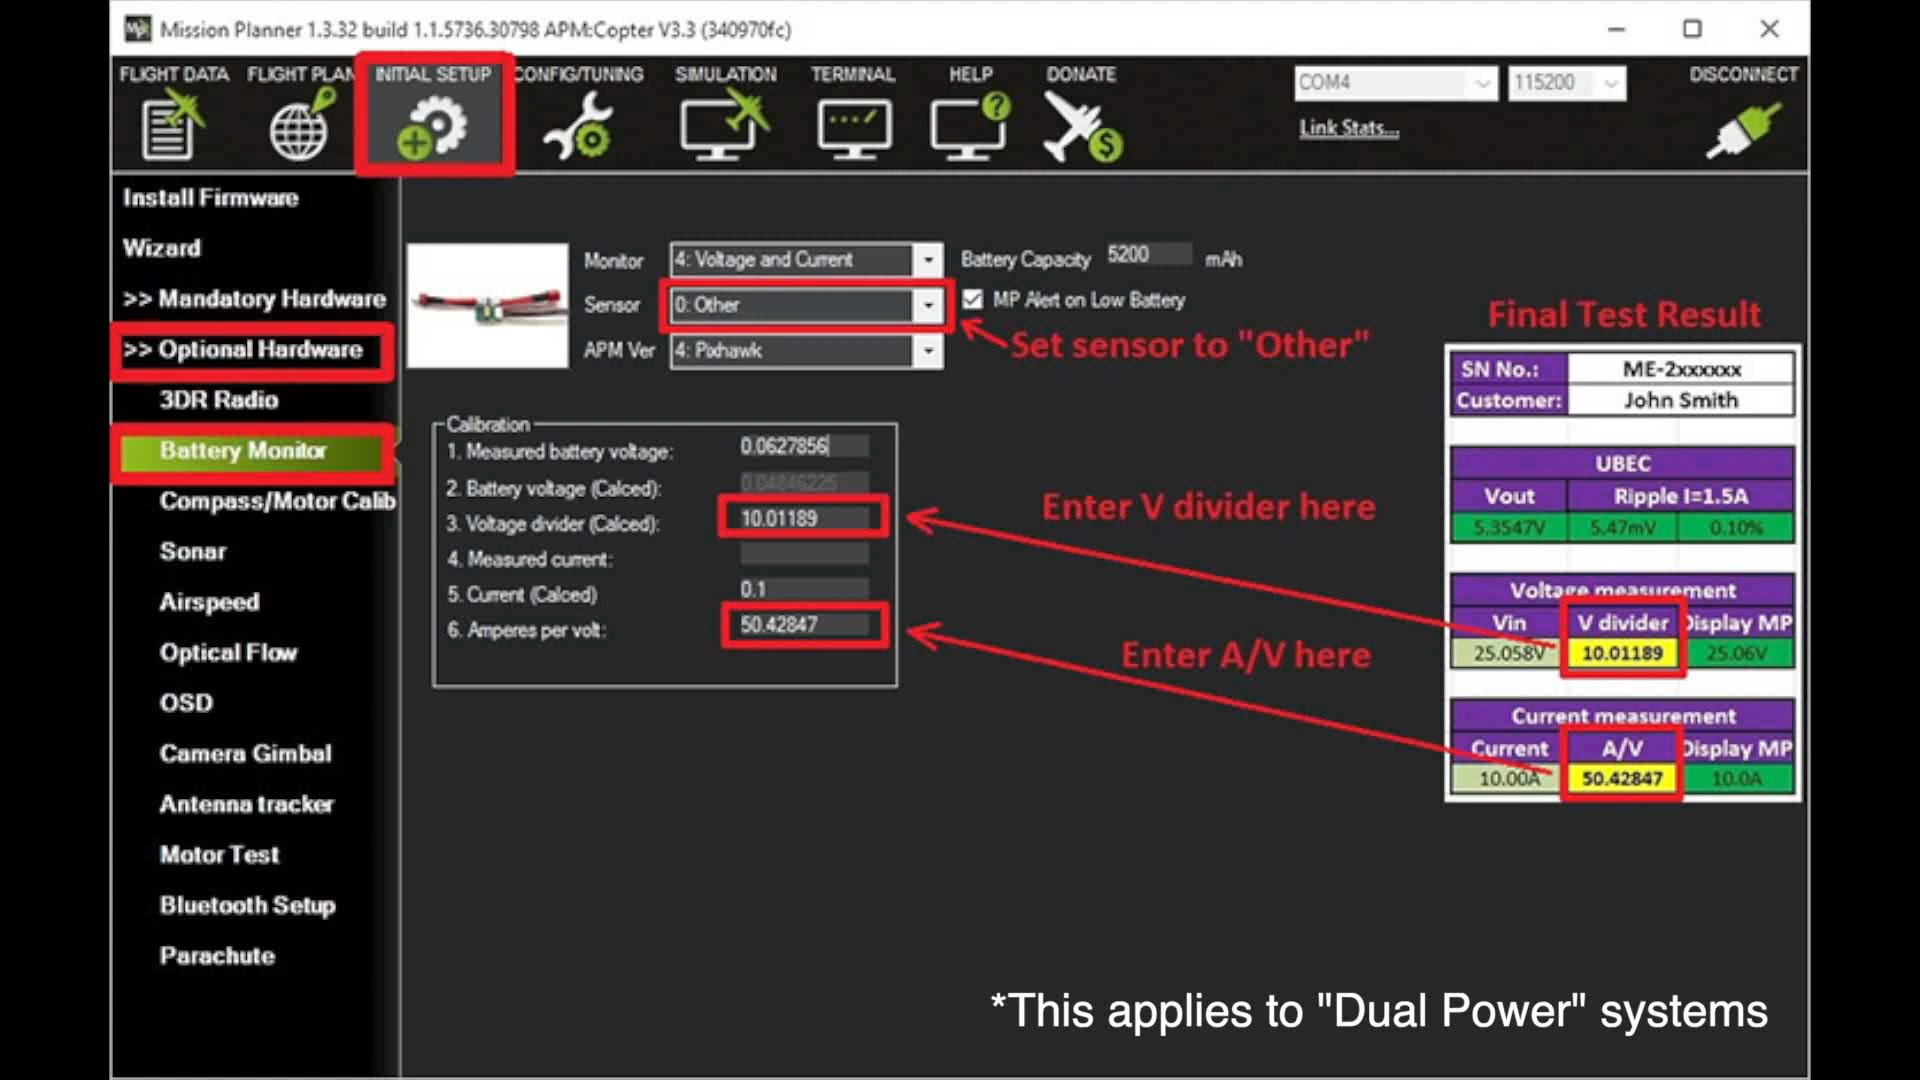 Mission Planner 1.3.32 build 1.1.5736.30798 APM:Copter V3.3 (340970fc)
FLIGHT DATA FLIGHT PLAN INITIAL SETUP CONFIG/TUNING SIMULATION TERMINAL HELP DONATE DISCONNECT
COM4 115200
Link Stats...
Install Firmware
Wizard
>> Mandatory Hardware
>> Optional Hardware
3DR Radio
Battery Monitor
Compass/Motor Calib
Sonar
Airspeed
Optical Flow
OSD
Camera Gimbal
Antenna tracker
Motor Test
Bluetooth Setup
Parachute
Monitor 4: Voltage and Current Battery Capacity 5200 mAh
Sensor 0: Other MP Alert on Low Battery
APM Ver 4: Pixhawk
Set sensor to "Other"
Calibration
1. Measured battery voltage: 0.0627856
2. Battery voltage (Calced): 0.04846225
3. Voltage divider (Calced): 10.01189
4. Measured current:
5. Current (Calced) 0.1
6. Amperes per volt: 50.42847
Enter V divider here
Enter A/V here
Final Test Result
SN No.: ME-2xxxxxx
Customer: John Smith
UBEC
Vout Ripple I=1.5A
5.3547V 5.47mV 0.10%
Voltage measurement
Vin V divider Display MP
25.058V 10.01189 25.06V
Current measurement
Current A/V Display MP
10.00A 50.42847 10.0A
*This applies to "Dual Power" systems